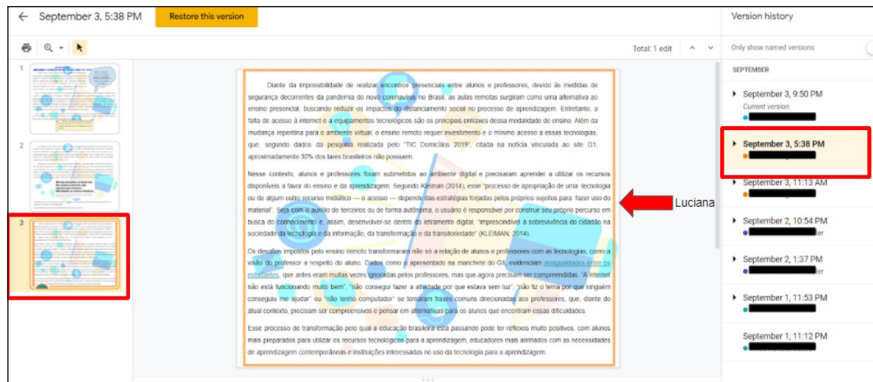 September 3, 5:38 PM
Restore this version
Version history
Total: 1 edit
Only show named versions
SEPTEMBER
September 3, 9:50 PM
Current version
September 3, 5:38 PM
September 3, 11:13 AM
September 2, 10:54 PM
er
September 2, 1:37 PM
er
September 1, 11:53 PM
September 1, 11:12 PM
1
2
3
Diante da impossibilidade de realizar encontros presenciais entre alunos e professores, devido às medidas de
segurança decorrentes da pandemia do novo coronavírus no Brasil, as aulas remotas surgiram como uma alternativa ao
ensino presencial, buscando reduzir os impactos do distanciamento social no processo de aprendizagem. Entretanto, a
falta de acesso à internet e a equipamentos tecnológicos são os principais entraves dessa modalidade de ensino. Além da
mudança repentina para o ambiente virtual, o ensino remoto requer investimento e o mínimo acesso a essas tecnologias,
que, segundo dados da pesquisa realizada pelo "TIC Domicílios 2019", citada na notícia vinculada ao site G1,
aproximadamente 30% dos lares brasileiros não possuem.
Nesse contexto, alunos e professores foram submetidos ao ambiente digital e precisaram aprender a utilizar os recursos
disponíveis a favor do ensino e da aprendizagem. Segundo Kleiman (2014), esse "processo de apropriação de uma tecnologia
ou de algum outro recurso midiático — o acesso — depende das estratégias forjadas pelos próprios sujeitos para fazer uso do
material". Seja com o auxílio de terceiros ou de forma autônoma, o usuário é responsável por construir seu próprio percurso em
busca do conhecimento e, assim, desenvolver-se dentro do letramento digital, "imprescindível à sobrevivência do cidadão na
sociedade da tecnologia e da informação, da transformação e da transitoriedade" (KLEIMAN, 2014).
Os desafios impostos pelo ensino remoto transformaram não só a relação de alunos e professores com as tecnologias, como a
visão do professor a respeito do aluno. Dados como o apresentado na manchete do G1, evidenciam desigualdades entre os
estudantes, que antes eram muitas vezes ignoradas pelos professores, mas que agora precisam ser compreendidas. "A internet
não está funcionando muito bem", "não consegui fazer a atividade por que estava sem luz", "não fiz o tema por que ninguém
conseguiu me ajudar" ou "não tenho computador" se tornaram frases comuns direcionadas aos professores, que, diante do
atual contexto, precisam ser compreensivos e pensar em alternativas para os alunos que encontram essas dificuldades.
Esse processo de transformação pelo qual a educação brasileira está passando pode ter reflexos muito positivos, com alunos
mais preparados para utilizar os recursos tecnológicos para a aprendizagem, educadores mais alinhados com as necessidades
de aprendizagem contemporâneas e instituições interessadas no uso da tecnologia para a aprendizagem.
Luciana